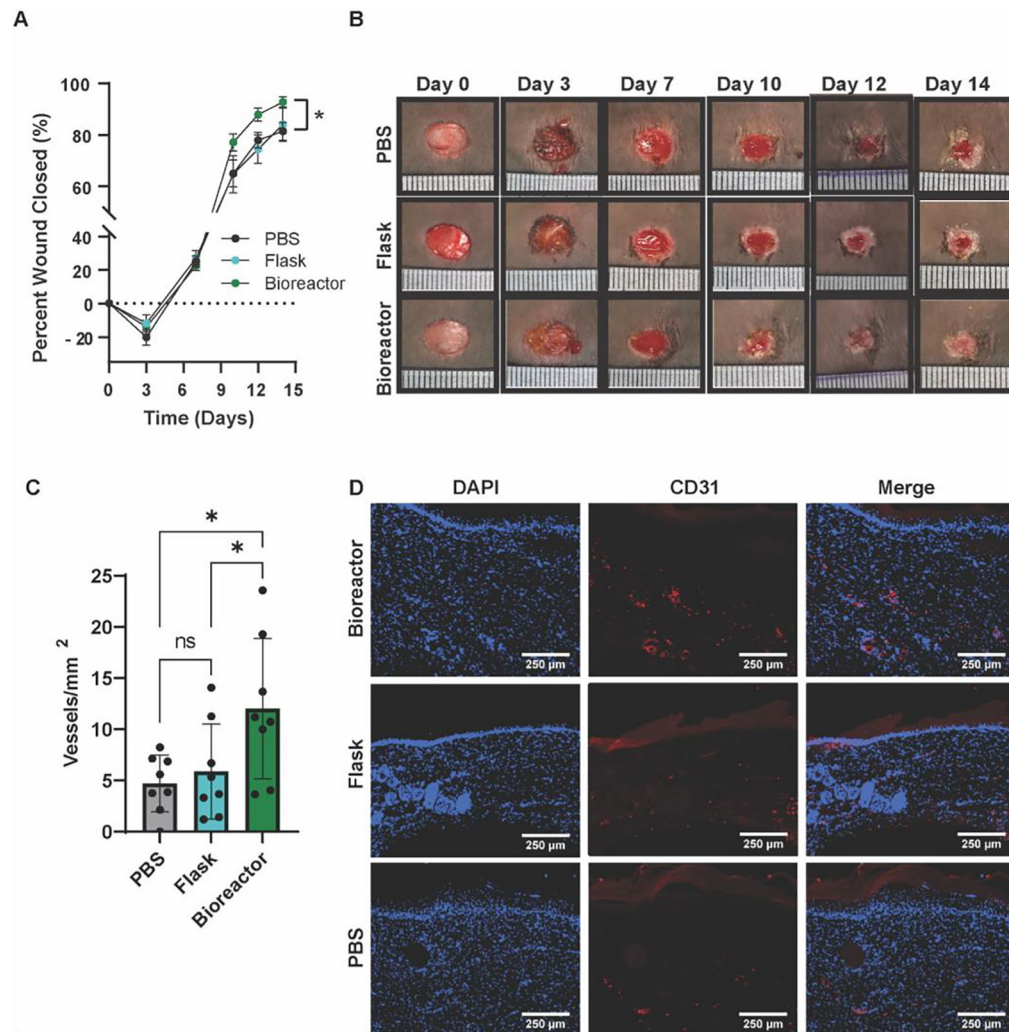 A
Percent Wound Closed (%)
100
80
60
40
20
0
- 20
PBS
Flask
Bioreactor
*
0 3 6 9 12 15
Time (Days)
B
Day 0 Day 3 Day 7 Day 10 Day 12 Day 14
PBS
Flask
Bioreactor
C
Vessels/mm²
25
20
15
10
5
0
*
*
ns
PBS
Flask
Bioreactor
D
DAPI CD31 Merge
Bioreactor
250 µm 250 µm 250 µm
Flask
250 µm 250 µm 250 µm
PBS
250 µm 250 µm 250 µm